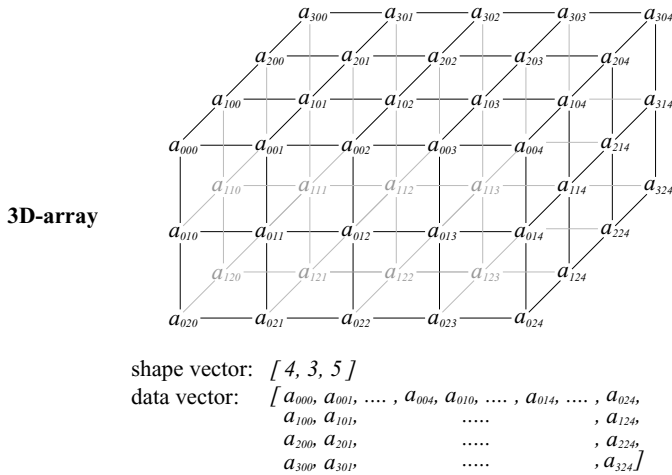 a300 a301 a302 a303 a304
a200 a201 a202 a203 a204
a100 a101 a102 a103 a104 a314
a000 a001 a002 a003 a004 a214
a110 a111 a112 a113 a114 a324
3D-array
a010 a011 a012 a013 a014 a224
a120 a121 a122 a123 a124
a020 a021 a022 a023 a024
shape vector: [ 4, 3, 5 ]
data vector: [ a000, a001, .... , a004, a010, .... , a014, .... , a024,
a100, a101, ..... , a124,
a200, a201, ..... , a224,
a300, a301, ..... , a324 ]